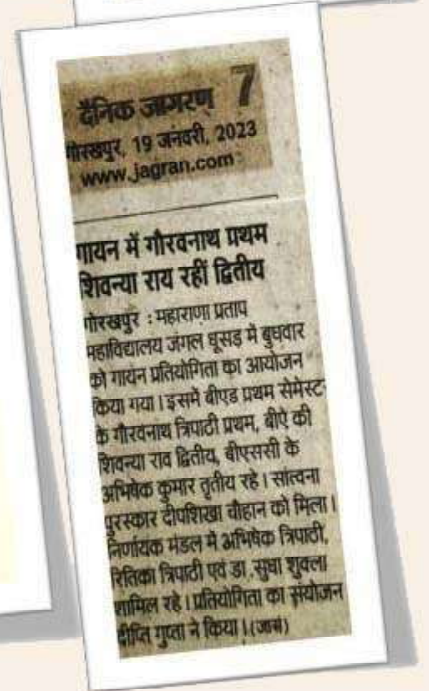 दैनिक जागरण 7
गोरखपुर, 19 जनवरी, 2023
www.jagran.com
गायन में गौरवनाथ प्रथम
शिवन्या राय रहीं द्वितीय
गोरखपुर : महाराणा प्रताप
महाविद्यालय जंगल धूसड़ में बुधवार
को गायन प्रतियोगिता का आयोजन
किया गया। इसमें बीएड प्रथम सेमेस्टर
के गौरवनाथ त्रिपाठी प्रथम, बीए की
शिवन्या राव द्वितीय, बीएससी के
अभिषेक कुमार तृतीय रहे। सांत्वना
पुरस्कार दीपशिखा चौहान को मिला।
निर्णायक मंडल में अभिषेक त्रिपाठी,
रितिका त्रिपाठी एवं डा. सुधा शुक्ला
शामिल रहे। प्रतियोगिता का संयोजन
दीप्ति गुप्ता ने किया। (जासं)